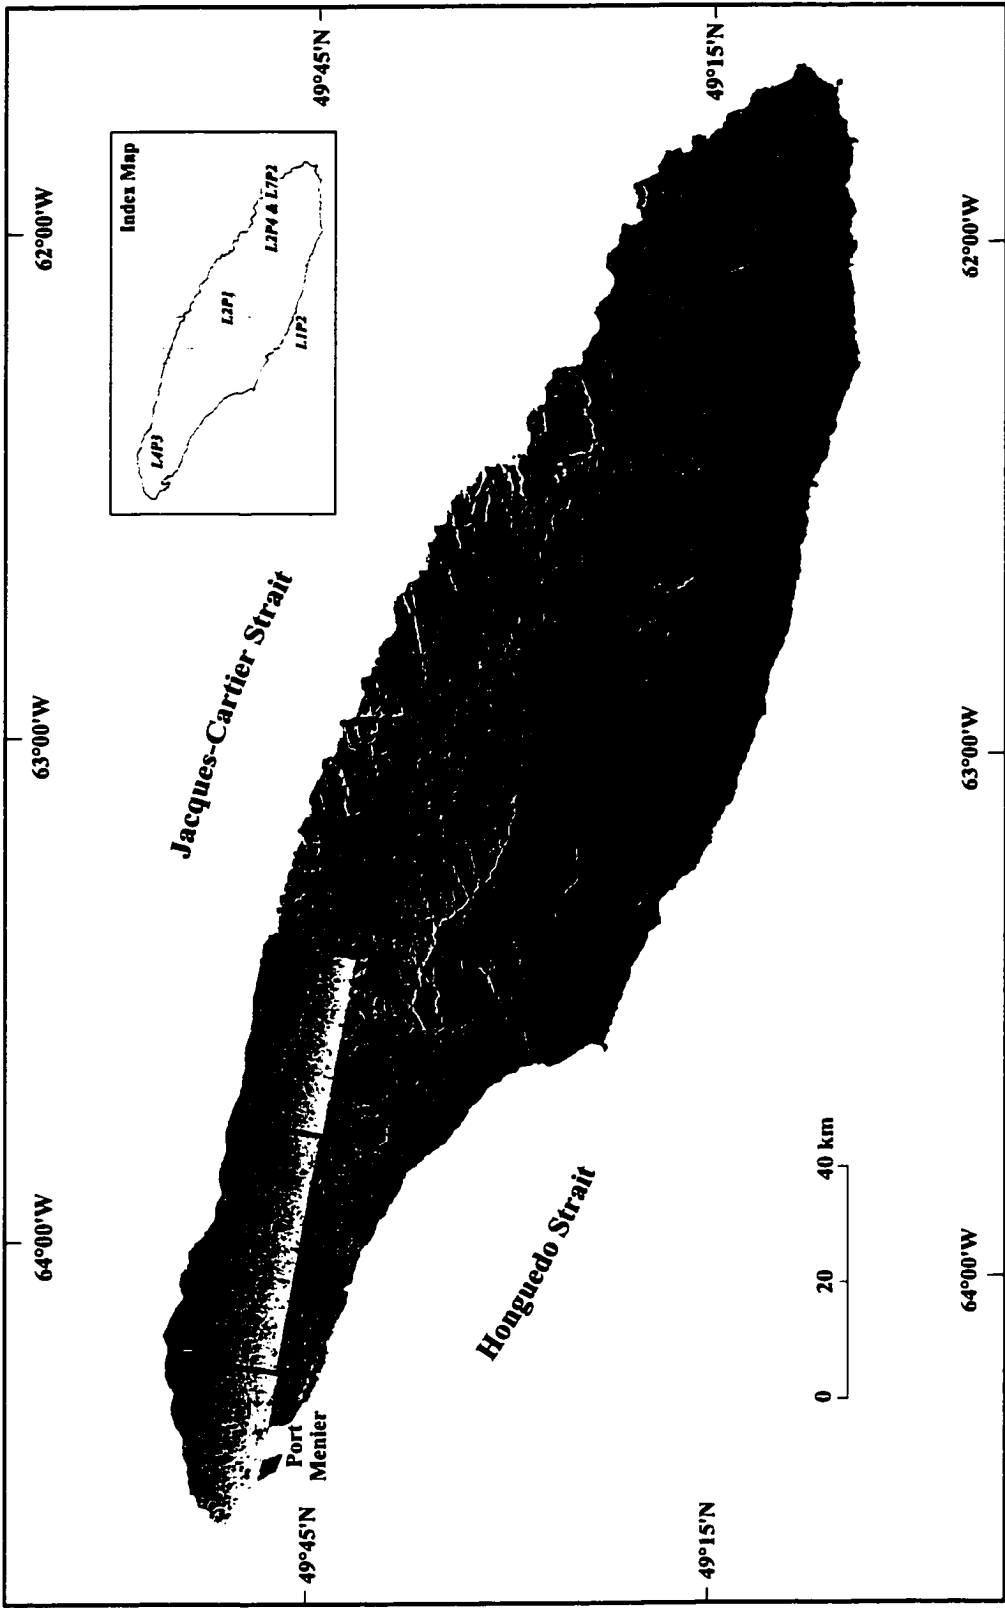 62°00'W
63°00'W
64°00'W
49°45'N
49°15'N
Index Map
L4P3
L2P1
L2P4 & L7P2
L1P2
Jacques-Cartier Strait
Honguedo Strait
Port
Menier
0
20
40 km
49°45'N
49°15'N
64°00'W
63°00'W
62°00'W